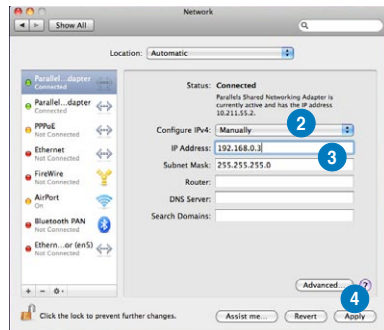 Network
Show All
Location: Automatic
Parallel...dapter
Connected
Parallel...dapter
Connected
PPPoE
Not Connected
Ethernet
Not Connected
FireWire
Not Connected
AirPort
On
Bluetooth PAN
Not Connected
Ethern...or (en5)
Not Connected
Status: Connected
Parallels Shared Networking Adapter is
currently active and has the IP address
10.211.55.2.
2
Configure IPv4: Manually
IP Address: 192.168.0.3
3
Subnet Mask: 255.255.255.0
Router:
DNS Server:
Search Domains:
Advanced...
?
4
Click the lock to prevent further changes.
Assist me...
Revert
Apply